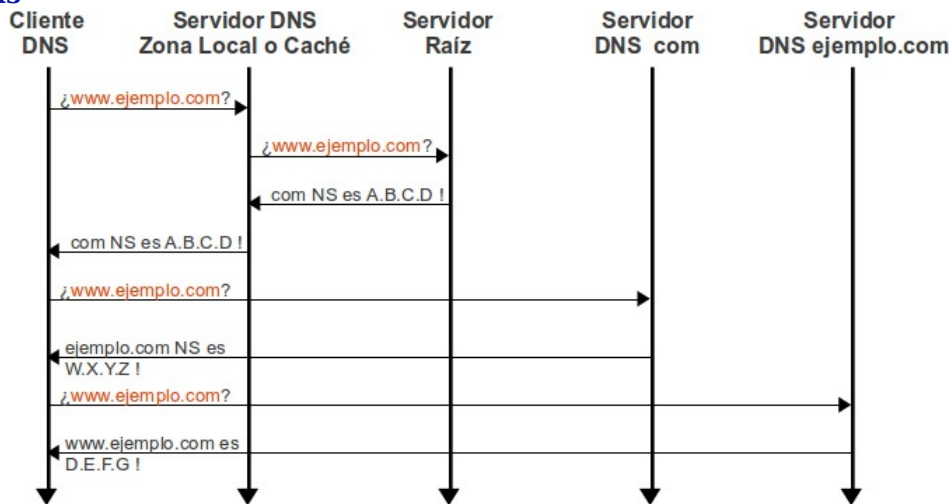 Cliente
DNS
Servidor DNS
Zona Local o Caché
Servidor
Raíz
Servidor
DNS com
Servidor
DNS ejemplo.com
¿www.ejemplo.com?
¿www.ejemplo.com?
com NS es A.B.C.D !
com NS es A.B.C.D !
¿www.ejemplo.com?
ejemplo.com NS es
W.X.Y.Z !
¿www.ejemplo.com?
www.ejemplo.com es
D.E.F.G !